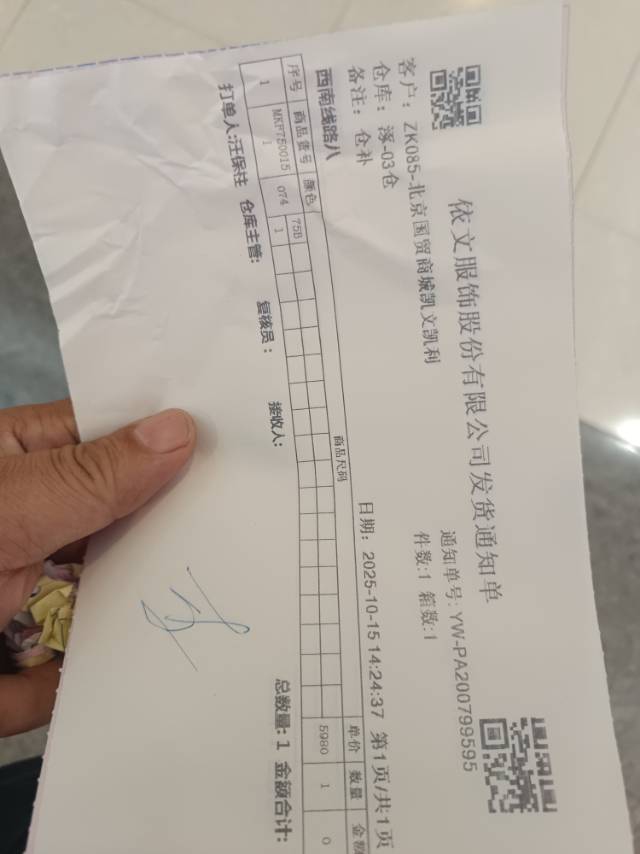 依文服饰股份有限公司发货通知单
客户: ZK085-北京国贸商城凯文凯利
通知单号: YW-PA200799595
仓库: 涿-03仓
件数:1 箱数:1
备注: 仓补
日期: 2025-10-15 14:24:37 第1页/共1页
西南线路八
序号 商品货号 颜色 商品尺码 单价 数量 金额
75B
1 MKP7E0015 074 1 5980 1 0
1
打单人:汪保柱 仓库主管: 复核员: 接收人: 总数量: 1 金额合计: